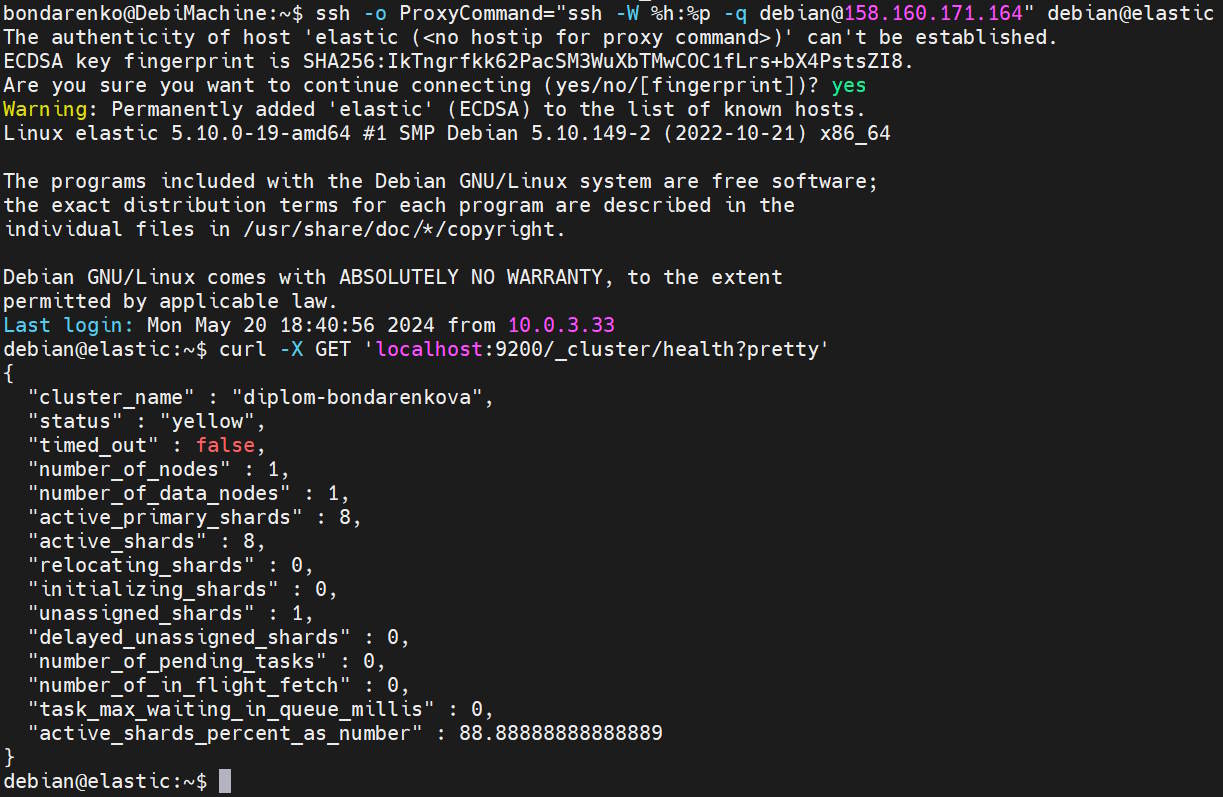 bondarenko@DebiMachine:~$ ssh -o ProxyCommand="ssh -W %h:%p -q debian@158.160.171.164" debian@elastic
The authenticity of host 'elastic (<no hostip for proxy command>)' can't be established.
ECDSA key fingerprint is SHA256:IkTngrfkk62PacSM3WuXbTMwCOC1fLrs+bX4PstsZI8.
Are you sure you want to continue connecting (yes/no/[fingerprint])? yes
Warning: Permanently added 'elastic' (ECDSA) to the list of known hosts.
Linux elastic 5.10.0-19-amd64 #1 SMP Debian 5.10.149-2 (2022-10-21) x86_64

The programs included with the Debian GNU/Linux system are free software;
the exact distribution terms for each program are described in the
individual files in /usr/share/doc/*/copyright.

Debian GNU/Linux comes with ABSOLUTELY NO WARRANTY, to the extent
permitted by applicable law.
Last login: Mon May 20 18:40:56 2024 from 10.0.3.33
debian@elastic:~$ curl -X GET 'localhost:9200/_cluster/health?pretty'
{
  "cluster_name" : "diplom-bondarenkova",
  "status" : "yellow",
  "timed_out" : false,
  "number_of_nodes" : 1,
  "number_of_data_nodes" : 1,
  "active_primary_shards" : 8,
  "active_shards" : 8,
  "relocating_shards" : 0,
  "initializing_shards" : 0,
  "unassigned_shards" : 1,
  "delayed_unassigned_shards" : 0,
  "number_of_pending_tasks" : 0,
  "number_of_in_flight_fetch" : 0,
  "task_max_waiting_in_queue_millis" : 0,
  "active_shards_percent_as_number" : 88.88888888888889
}
debian@elastic:~$